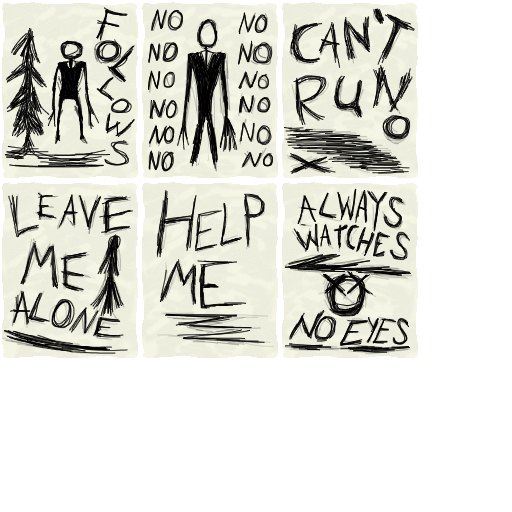 FOLLOWS
NO NO
NO NO
NO NO
NO NO
NO NO
NO NO
CAN'T
RUN
LEAVE
ME
ALONE
HELP
ME
ALWAYS
WATCHES
NO EYES